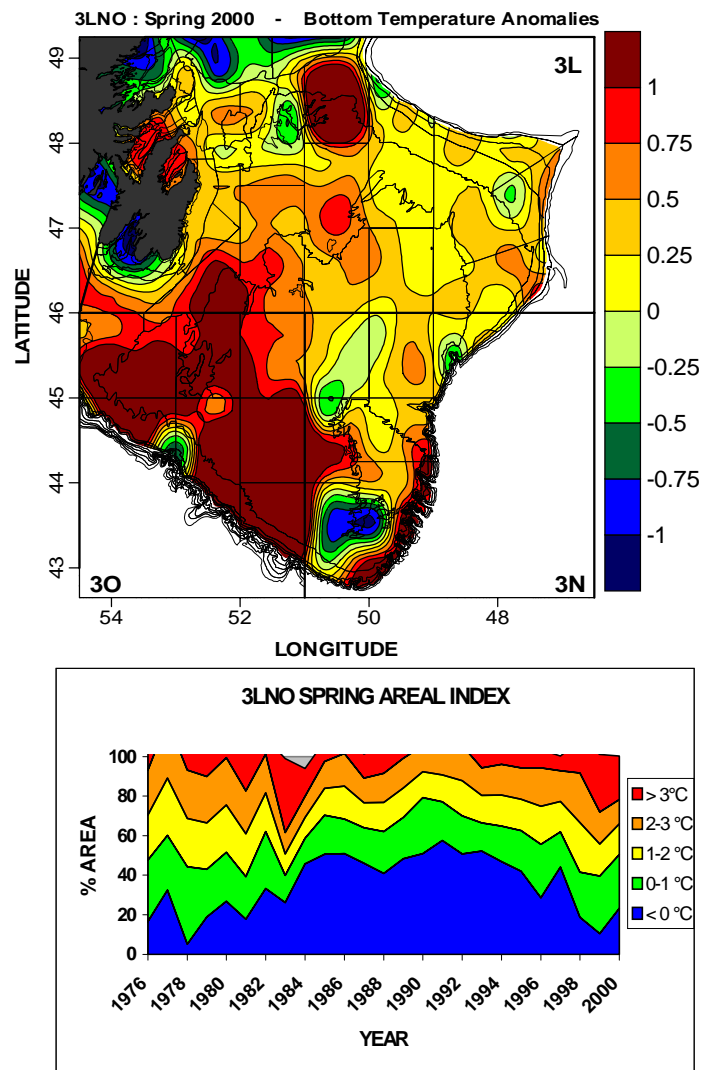 3LNO : Spring 2000 - Bottom Temperature Anomalies
3L
3O
3N
49
48
47
46
45
44
43
LATITUDE
54
52
50
48
LONGITUDE
1
0.75
0.5
0.25
0
-0.25
-0.5
-0.75
-1
3LNO SPRING AREAL INDEX
100
80
60
40
20
0
% AREA
1976
1978
1980
1982
1984
1986
1988
1990
1992
1994
1996
1998
2000
YEAR
> 3°C
2-3 °C
1-2 °C
0-1 °C
< 0 °C